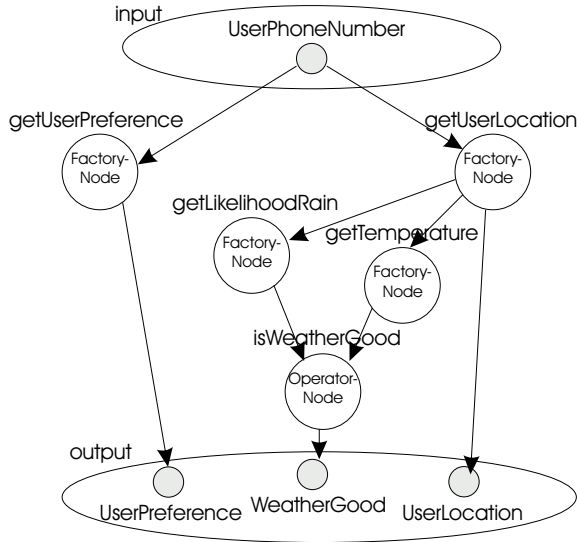 input
UserPhoneNumber
getUserPreference
getUserLocation
Factory-
Node
Factory-
Node
getLikelihoodRain
getTemperature
Factory-
Node
Factory-
Node
isWeatherGood
Operator-
Node
output
UserPreference
WeatherGood
UserLocation